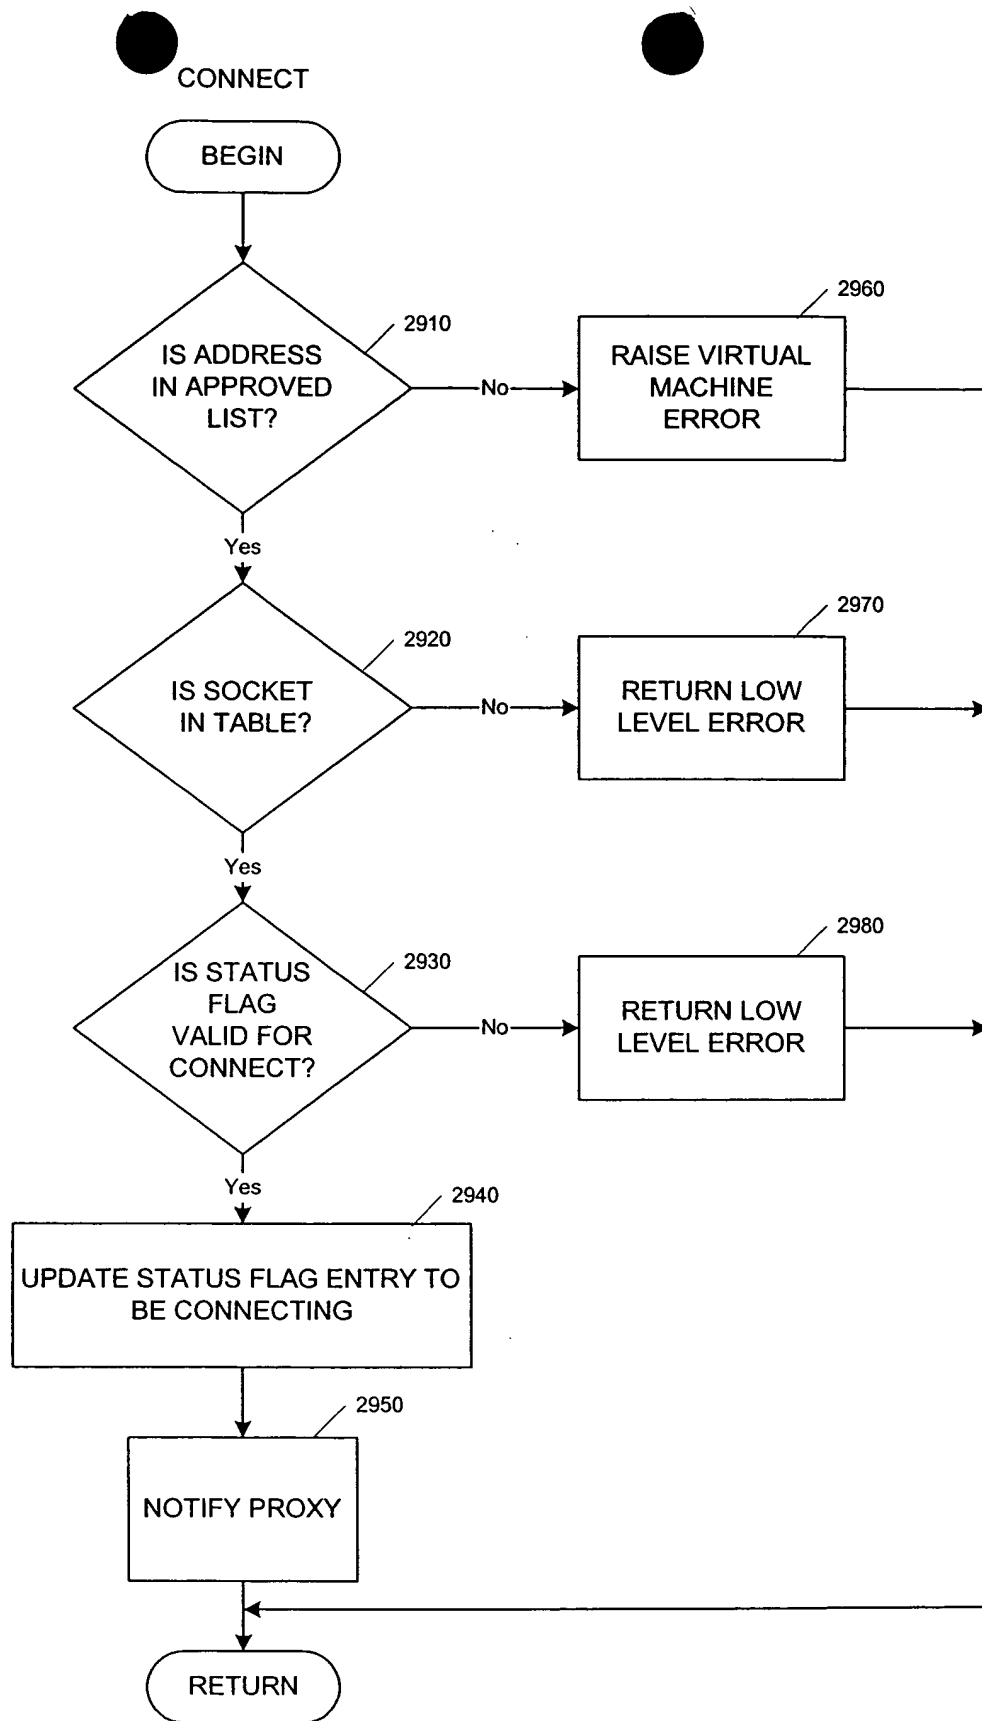 CONNECT
BEGIN
2910
IS ADDRESS
IN APPROVED
LIST?
No
2960
RAISE VIRTUAL
MACHINE
ERROR
Yes
2920
IS SOCKET
IN TABLE?
No
2970
RETURN LOW
LEVEL ERROR
Yes
2930
IS STATUS
FLAG
VALID FOR
CONNECT?
No
2980
RETURN LOW
LEVEL ERROR
Yes
2940
UPDATE STATUS FLAG ENTRY TO
BE CONNECTING
2950
NOTIFY PROXY
RETURN